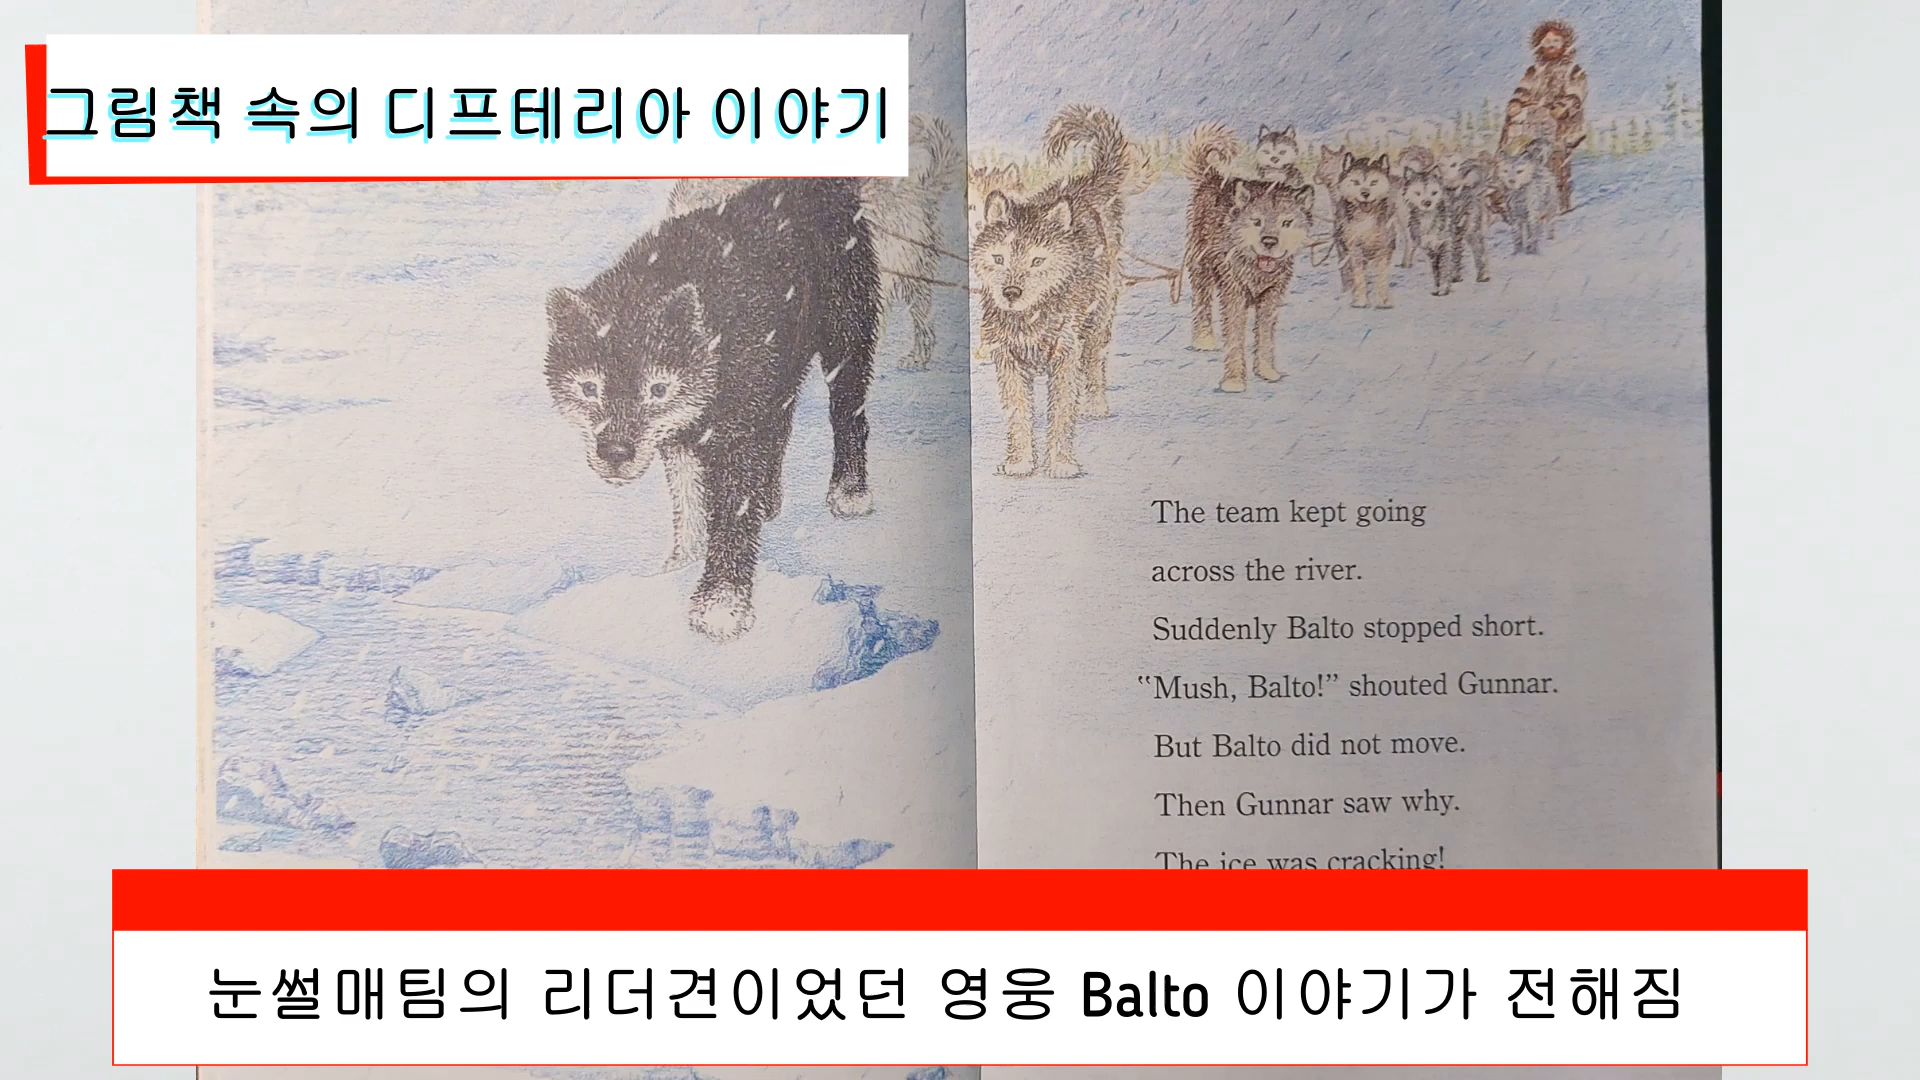 그림책 속의 디프테리아 이야기
The team kept going
across the river.
Suddenly Balto stopped short.
“Mush, Balto!” shouted Gunnar.
But Balto did not move.
Then Gunnar saw why.
The ice was cracking!
눈썰매팀의 리더견이었던 영웅 Balto 이야기가 전해짐